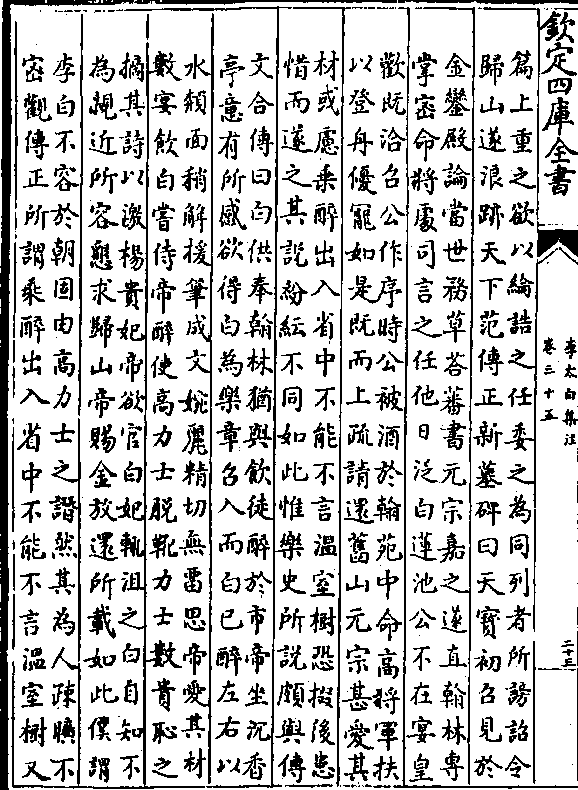 欽定四庫全書
李太白集注
卷三十五
二十三
篇上重之欲以綸誥之任委之為同列者所謗詔令
歸山遂浪跡天下范傳正新墓碑曰天寶初召見於
金鑾殿論當世務草荅蕃書元宗嘉之遂直翰林專
掌密命將處司言之任他日泛白蓮池公不在宴皇
歡既洽召公作序時公被酒於翰苑中命高將軍扶
以登舟優寵如是既而上疏請還舊山元宗甚愛其
材或慮乘醉出入省中不能不言溫室樹恐掇後患
惜而遂之其說紛紜不同如此惟樂史所說頗與傳
文合傳曰白供奉翰林猶與飲徒醉於市帝坐沉香
亭意有所感欲得白為樂章召入而白已醉左右以
水頮面稍解援筆成文婉麗精切無留思帝愛其材
數宴飲白嘗侍帝醉使高力士脫靴力士數貴恥之
摘其詩以激楊貴妃帝欲官白妃輒沮之白自知不
為親近所容懇求歸山帝賜金放還所載如此僕謂
李白不容於朝固由高力士之譖然其為人疎曠不
密觀傳正所謂乘醉出入省中不能不言溫室樹又